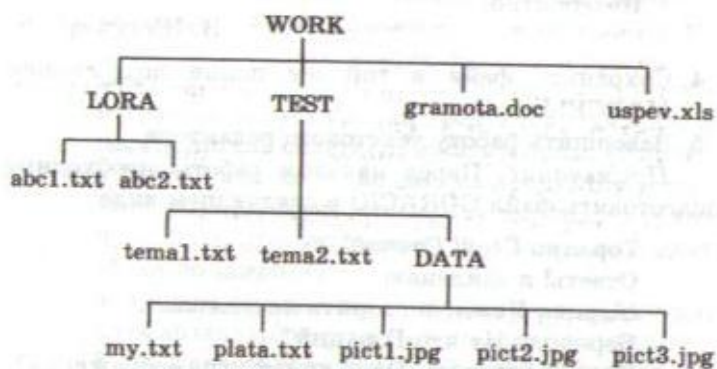 WORK
LORA TEST gramota.doc uspev.xls
abc1.txt abc2.txt
tema1.txt tema2.txt DATA
my.txt plata.txt pict1.jpg pict2.jpg pict3.jpg